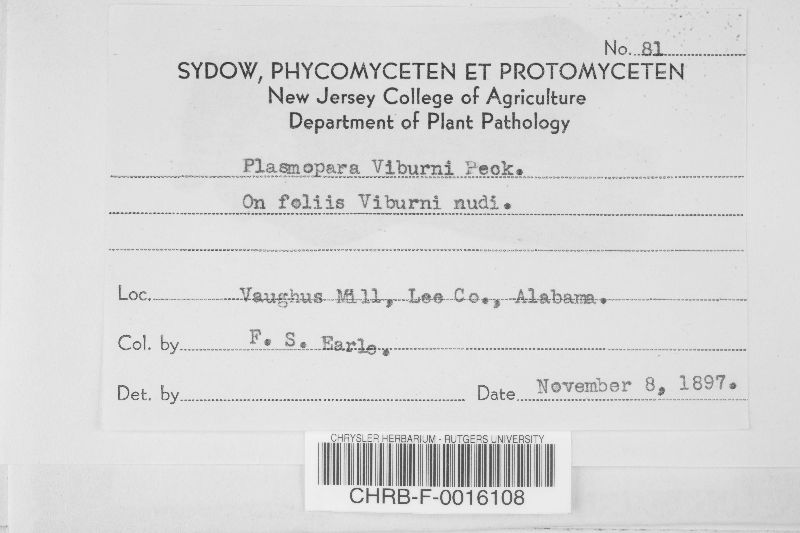 No. 81
SYDOW, PHYCOMYCETEN ET PROTOMYCETEN
New Jersey College of Agriculture
Department of Plant Pathology
Plasmopara Viburni Peck.
On foliis Viburni nudi.
Loc. Vaughus Mill, Lee Co., Alabama.
Col. by F. S. Earle.
Det. by Date November 8, 1897.
CHRYSLER HERBARIUM - RUTGERS UNIVERSITY
CHRB-F-0016108